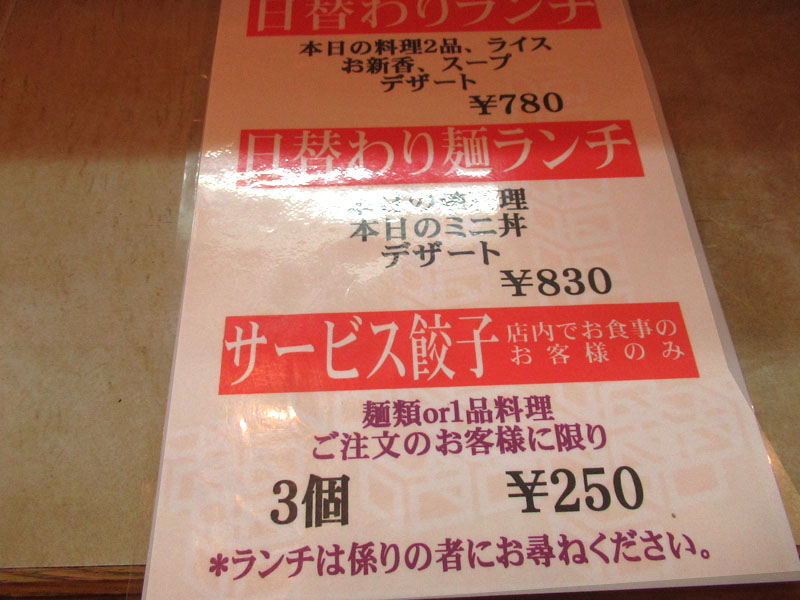 日替わりランチ
本日の料理2品、ライス
お新香、スープ
デザート
￥780
日替わり麺ランチ
本日の 理
本日のミニ丼
デザート
￥830
サービス餃子 店内でお食事の
お客様のみ
麺類or1品料理
ご注文のお客様に限り
3個 ￥250
*ランチは係りの者にお尋ねください。